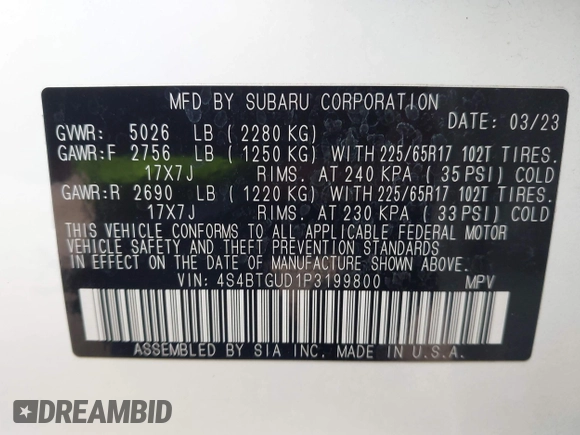 MFD BY SUBARU CORPORATION
DATE: 03/23
GVWR: 5026 LB (2280 KG)
GAWR:F 2756 LB (1250 KG) WITH 225/65R17 102T TIRES.
17X7J RIMS. AT 240 KPA (35 PSI) COLD
GAWR:R 2690 LB (1220 KG) WITH 225/65R17 102T TIRES.
17X7J RIMS. AT 230 KPA (33 PSI) COLD
THIS VEHICLE CONFORMS TO ALL APPLICABLE FEDERAL MOTOR
VEHICLE SAFETY AND THEFT PREVENTION STANDARDS
IN EFFECT ON THE DATE OF MANUFACTURE SHOWN ABOVE.
VIN: 4S4BTGUD1P3199800 MPV
ASSEMBLED BY SIA INC. MADE IN U.S.A.
DREAMBID